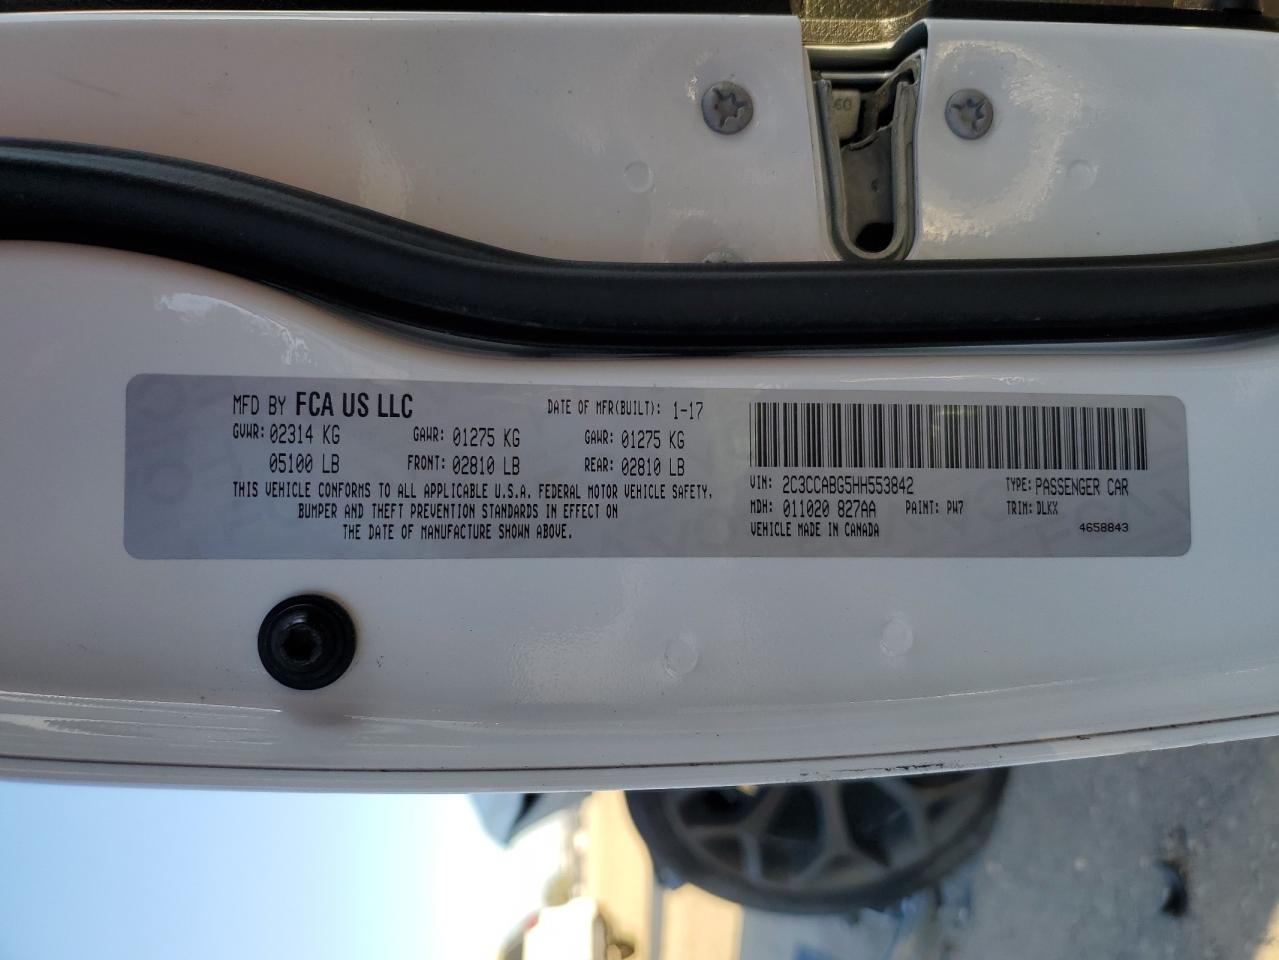 60
MFD BY FCA US LLC DATE OF MFR(BUILT): 1-17
GVWR: 02314 KG GAWR: 01275 KG GAWR: 01275 KG
05100 LB FRONT: 02810 LB REAR: 02810 LB
THIS VEHICLE CONFORMS TO ALL APPLICABLE U.S.A. FEDERAL MOTOR VEHICLE SAFETY,
BUMPER AND THEFT PREVENTION STANDARDS IN EFFECT ON
THE DATE OF MANUFACTURE SHOWN ABOVE.
VIN: 2C3CCABG5HH553842 TYPE: PASSENGER CAR
MDH: 011020 827AA PAINT: PW7 TRIM: DLKX
VEHICLE MADE IN CANADA 4658843